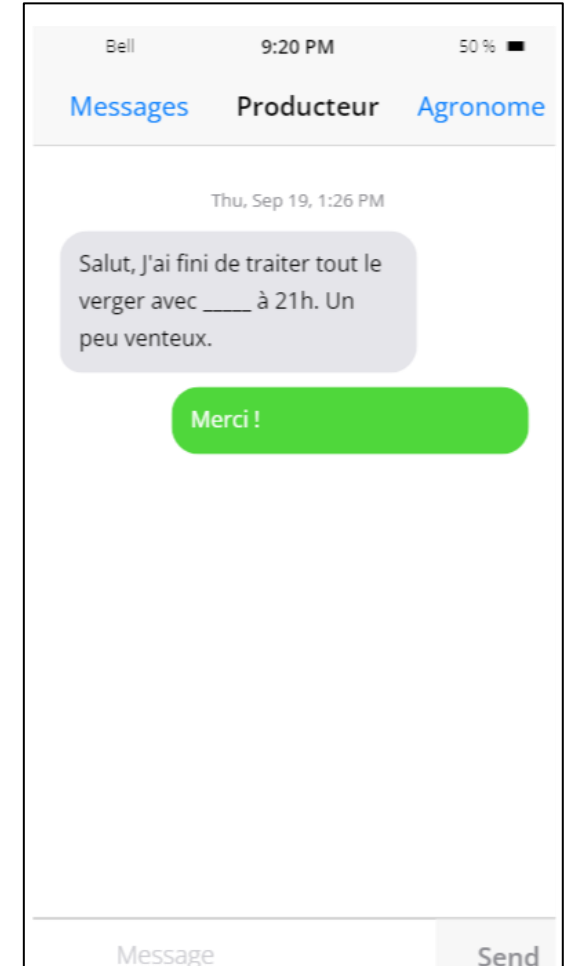 Bell 9:20 PM 50 %
Messages Producteur Agronome
Thu, Sep 19, 1:26 PM
Salut, J'ai fini de traiter tout le
verger avec _____ à 21h. Un
peu venteux.
Merci !
Message Send